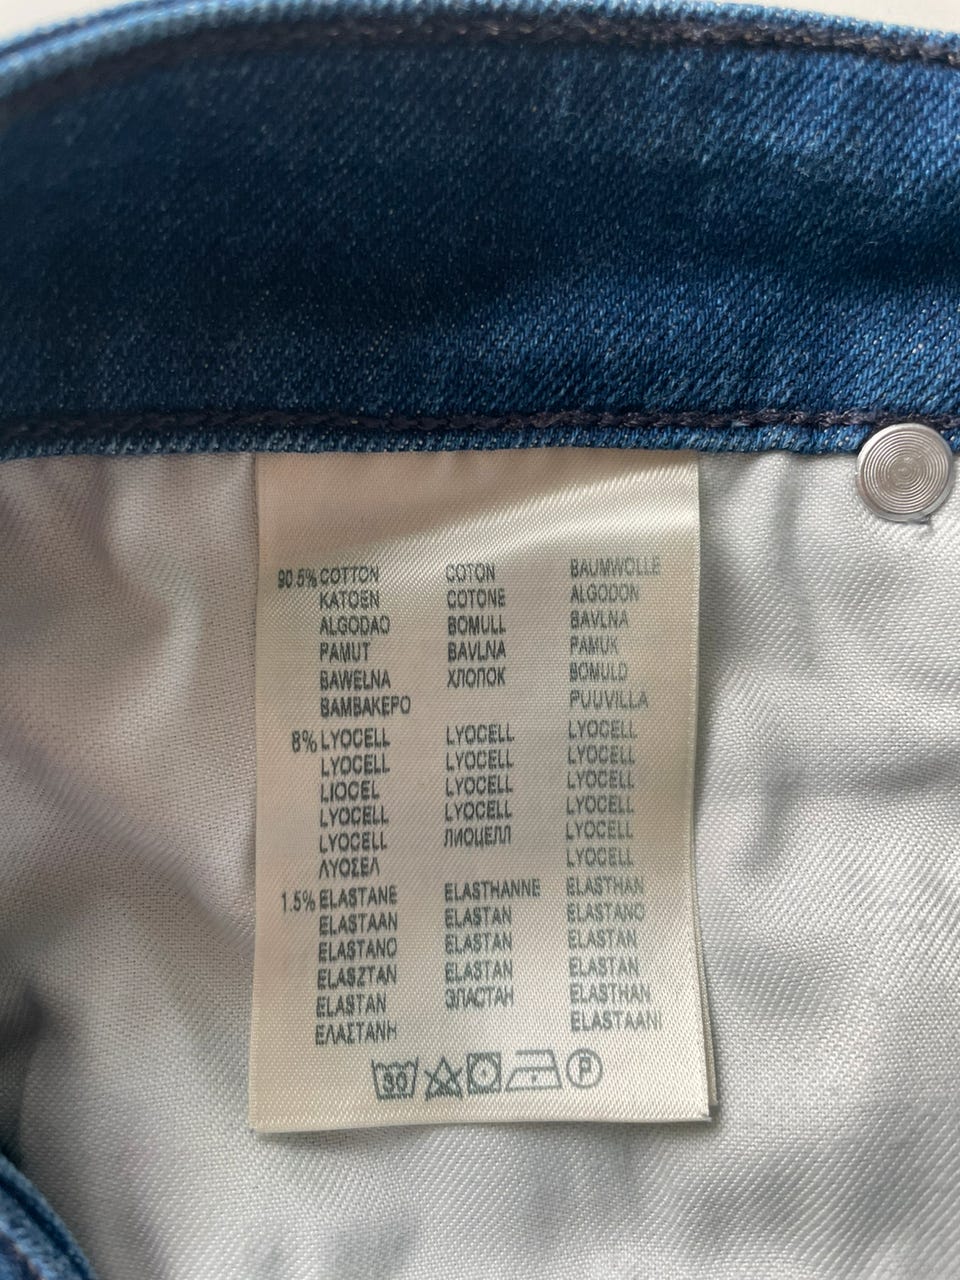 90.5% COTTON COTON BAUMWOLLE
KATOEN COTONE ALGODON
ALGODAO BOMULL BAVLNA
PAMUT BAVLNA PAMUK
BAWELNA ХЛОПОК BOMULD
ΒΑΜΒΑΚΕΡΟ PUUVILLA
8% LYOCELL LYOCELL LYOCELL
LYOCELL LYOCELL LYOCELL
LIOCEL LYOCELL LYOCELL
LYOCELL LYOCELL LYOCELL
LYOCELL ЛИОЦЕЛЛ LYOCELL
ΛΥΟΣΕΛ LYOCELL
1.5% ELASTANE ELASTHANNE ELASTHAN
ELASTAAN ELASTAN ELASTANO
ELASTANO ELASTAN ELASTAN
ELASZTAN ELASTAN ELASTAN
ELASTAN ЭЛАСТАН ELASTHAN
ΕΛΑΣΤΑΝΗ ELASTAANI
30 P